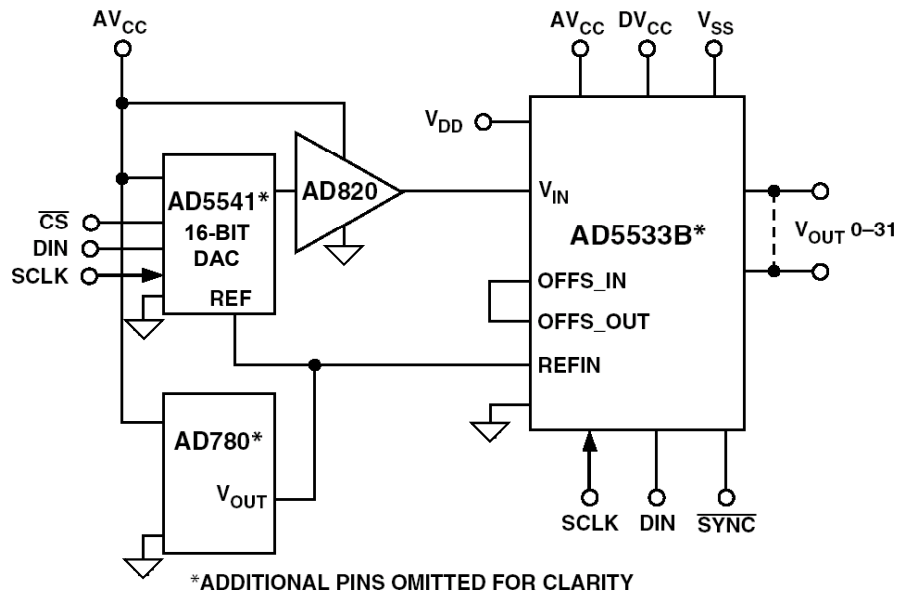 AVCC
AVCC DVCC VSS
VDD
AD820
AD5541*
16-BIT
DAC
REF
CS
DIN
SCLK
VIN
AD5533B*
VOUT 0–31
OFFS_IN
OFFS_OUT
REFIN
AD780*
VOUT
SCLK DIN SYNC
*ADDITIONAL PINS OMITTED FOR CLARITY